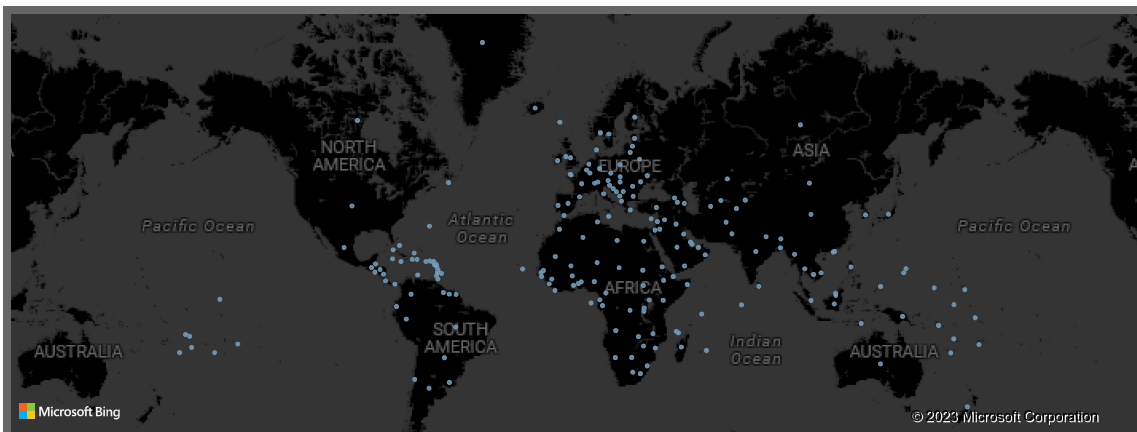 NORTH
AMERICA
EUROPE
ASIA
Pacific Ocean
Atlantic
Ocean
Pacific Ocean
AFRICA
SOUTH
AMERICA
Indian
Ocean
AUSTRALIA
AUSTRALIA
Microsoft Bing
© 2023 Microsoft Corporation